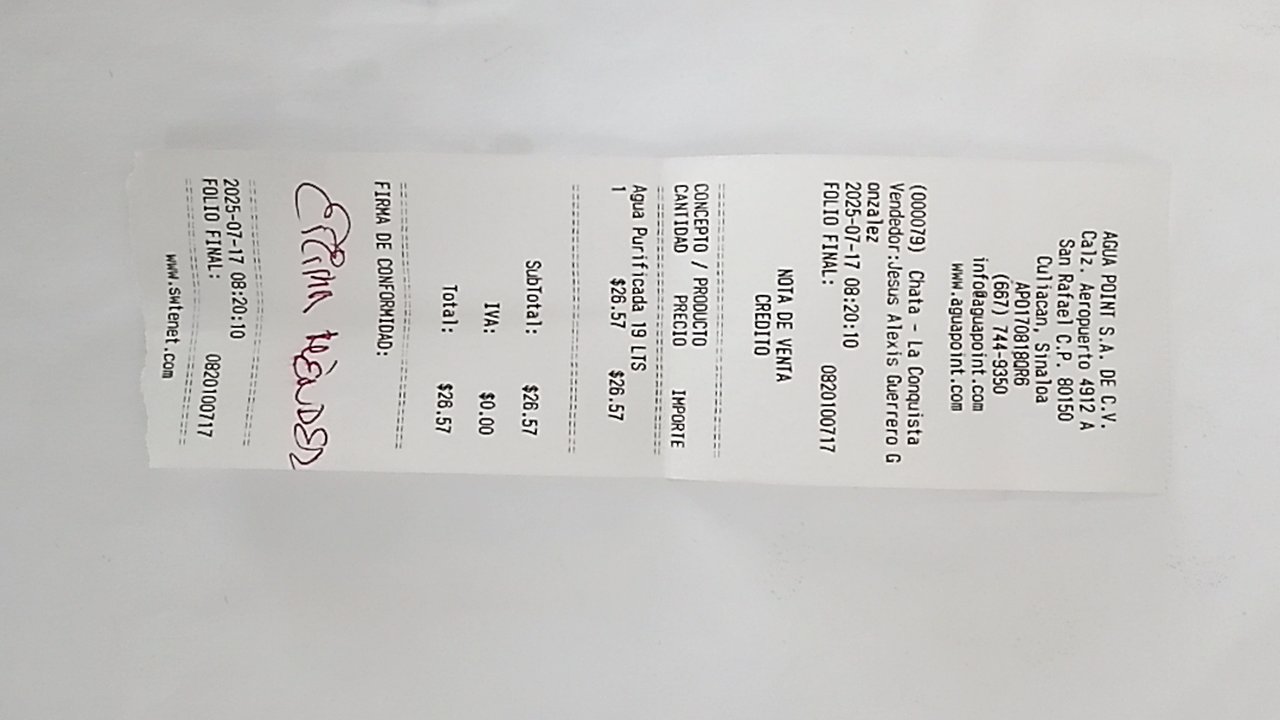 AGUA POINT S.A. DE C.V.
Calz. Aeropuerto 4912 A
San Rafael C.P. 80150
Culiacan, Sinaloa
APO170818QR6
(667) 744-9350
info@aguapoint.com
www.aguapoint.com
(000079) Chata - La Conquista
Vendedor:Jesus Alexis Guerrero G
onzalez
2025-07-17 08:20:10
FOLIO FINAL: 0820100717
NOTA DE VENTA
CREDITO
CONCEPTO / PRODUCTO
CANTIDAD PRECIO IMPORTE
Agua Purificada 19 LTS
1 $26.57 $26.57
SubTotal: $26.57
IVA: $0.00
Total: $26.57
FIRMA DE CONFORMIDAD:
2025-07-17 08:20:10
FOLIO FINAL: 0820100717
www.swtenet.com